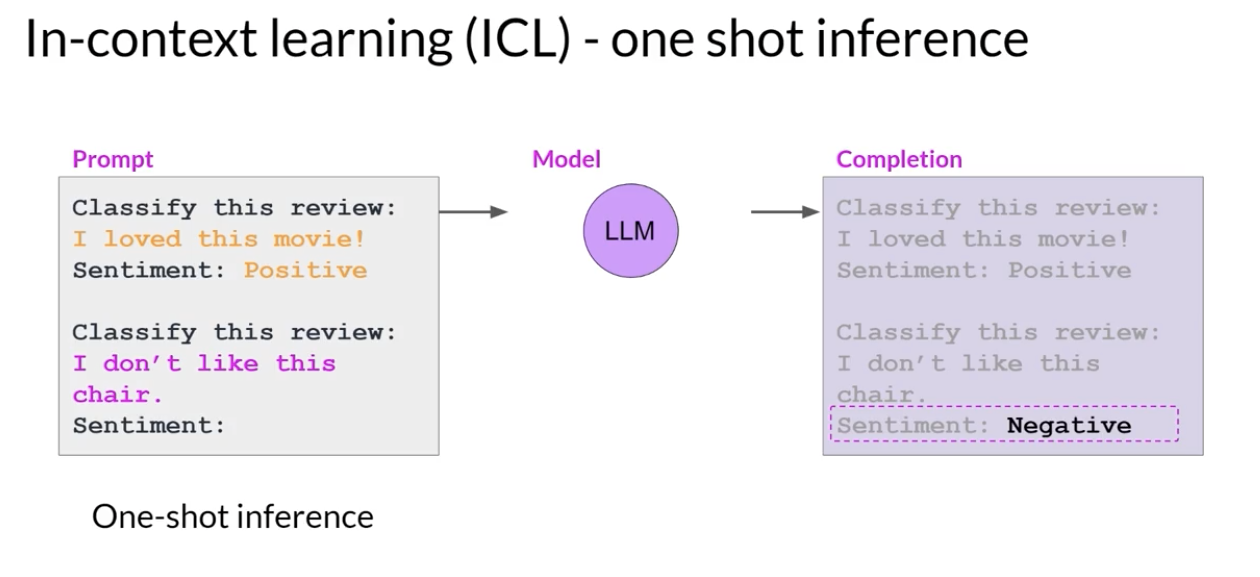 In-context learning (ICL) - one shot inference
Prompt
Classify this review:
I loved this movie!
Sentiment: Positive
Classify this review:
I don’t like this
chair.
Sentiment:
Model
LLM
Completion
Classify this review:
I loved this movie!
Sentiment: Positive
Classify this review:
I don’t like this
chair.
Sentiment: Negative
One-shot inference